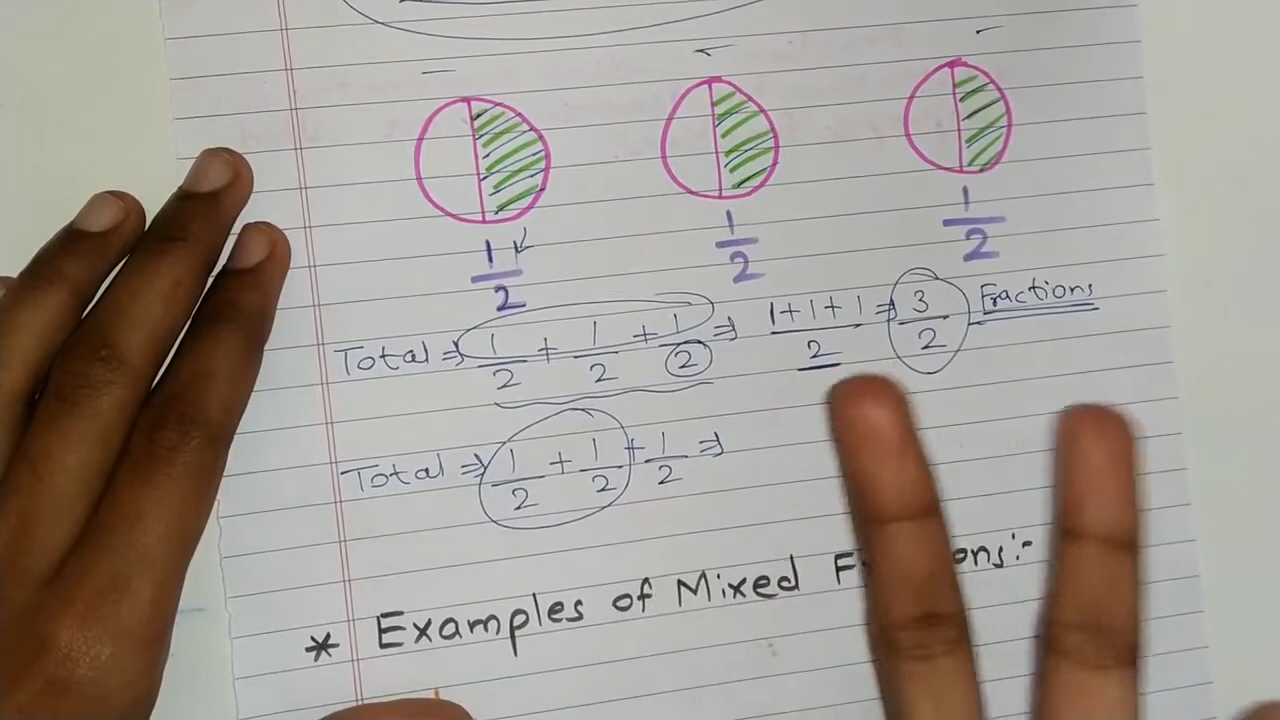 1/2 1/2 1/2
Total ⇒ 1/2 + 1/2 + 1/2 ⇒ 1+1+1/2 ⇒ 3/2 Fractions
Total ⇒ 1/2 + 1/2 + 1/2 ⇒
* Examples of Mixed F ons:-